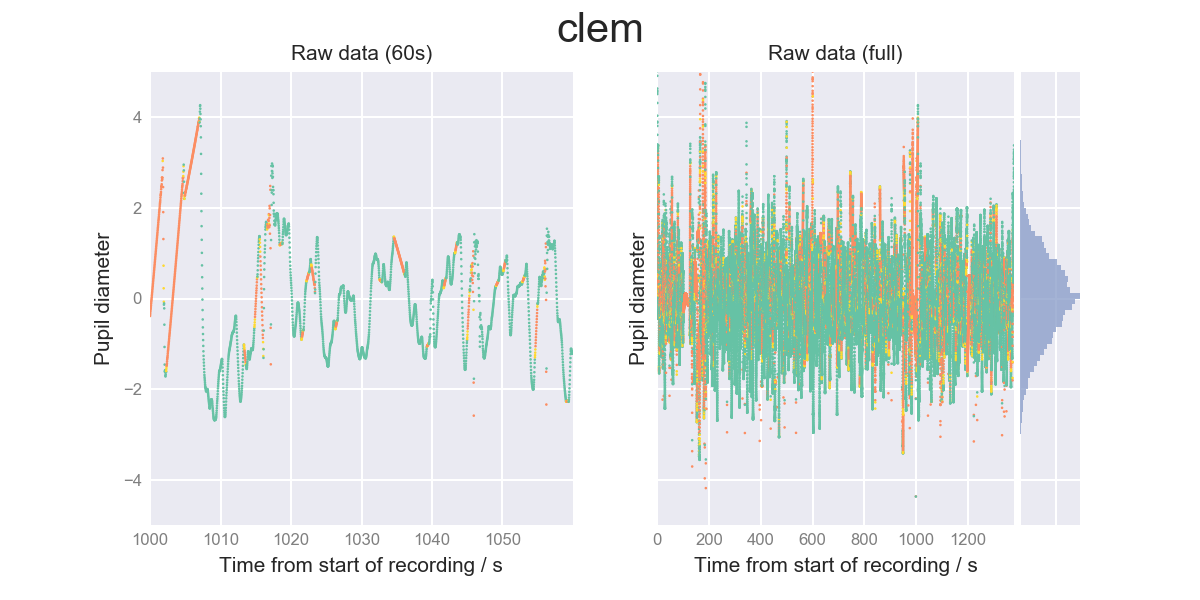 clem
Raw data (60s)
Raw data (full)
Pupil diameter
4
2
0
−2
−4
1000 1010 1020 1030 1040 1050
Time from start of recording / s
Pupil diameter
0 200 400 600 800 1000 1200
Time from start of recording / s